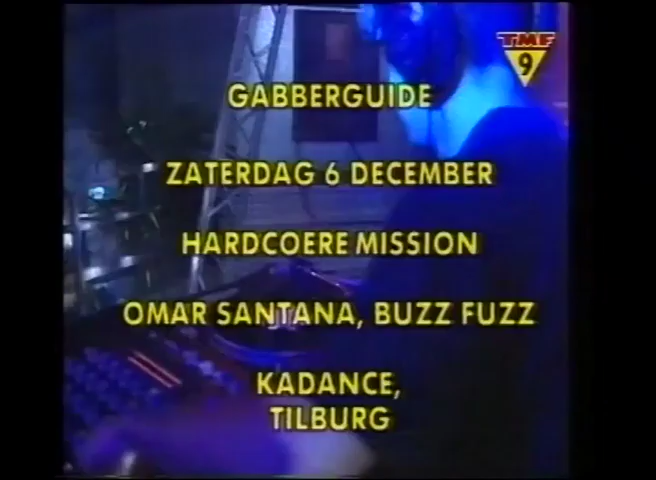 TMF
9
GABBERGUIDE
ZATERDAG 6 DECEMBER
HARDCOERE MISSION
OMAR SANTANA, BUZZ FUZZ
KADANCE,
TILBURG